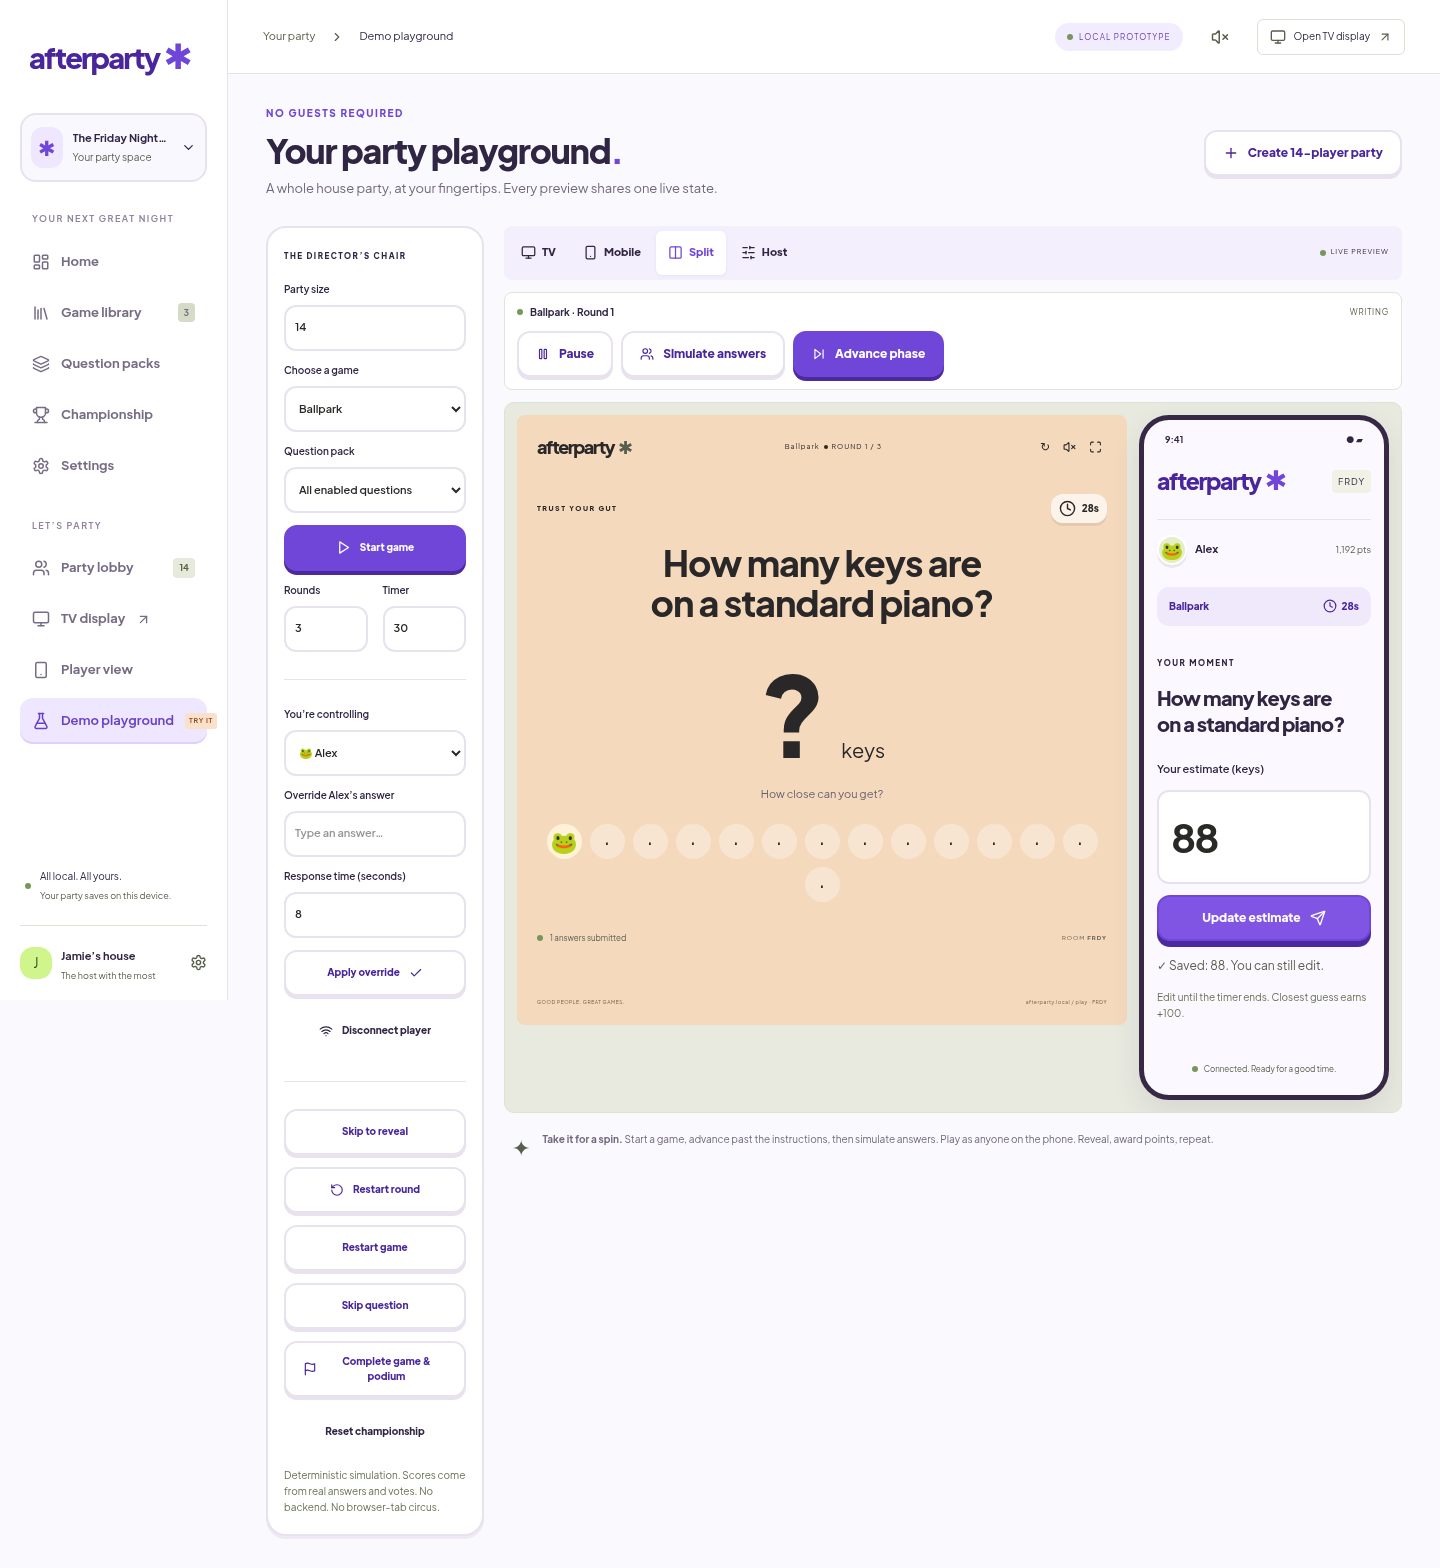 afterparty
The Friday Night...
Your party space
YOUR NEXT GREAT NIGHT
Home
Game library
3
Question packs
Championship
Settings
LET'S PARTY
Party lobby
14
TV display
Player view
Demo playground
TRY IT
All local. All yours.
Your party saves on this device.
J
Jamie's house
The host with the most
Your party
Demo playground
LOCAL PROTOTYPE
Open TV display
NO GUESTS REQUIRED
Your party playground.
A whole house party, at your fingertips. Every preview shares one live state.
Create 14-player party
THE DIRECTOR'S CHAIR
Party size
14
Choose a game
Ballpark
Question pack
All enabled questions
Start game
Rounds
Timer
3
30
You're controlling
Alex
Override Alex's answer
Type an answer...
Response time (seconds)
8
Apply override
Disconnect player
Skip to reveal
Restart round
Restart game
Skip question
Complete game &
podium
Reset championship
Deterministic simulation. Scores come
from real answers and votes. No
backend. No browser-tab circus.
TV
Mobile
Split
Host
LIVE PREVIEW
Ballpark · Round 1
WRITING
Pause
Simulate answers
Advance phase
afterparty
Ballpark ● ROUND 1 / 3
TRUST YOUR GUT
28s
How many keys are
on a standard piano?
?
keys
How close can you get?
1 answers submitted
ROOM FRDY
GOOD PEOPLE. GREAT GAMES.
afterparty.local / play · FRDY
9:41
afterparty
FRDY
Alex
1,192 pts
Ballpark
28s
YOUR MOMENT
How many keys are
on a standard piano?
Your estimate (keys)
88
Update estimate
✓ Saved: 88. You can still edit.
Edit until the timer ends. Closest guess earns
+100.
Connected. Ready for a good time.
Take it for a spin. Start a game, advance past the instructions, then simulate answers. Play as anyone on the phone. Reveal, award points, repeat.